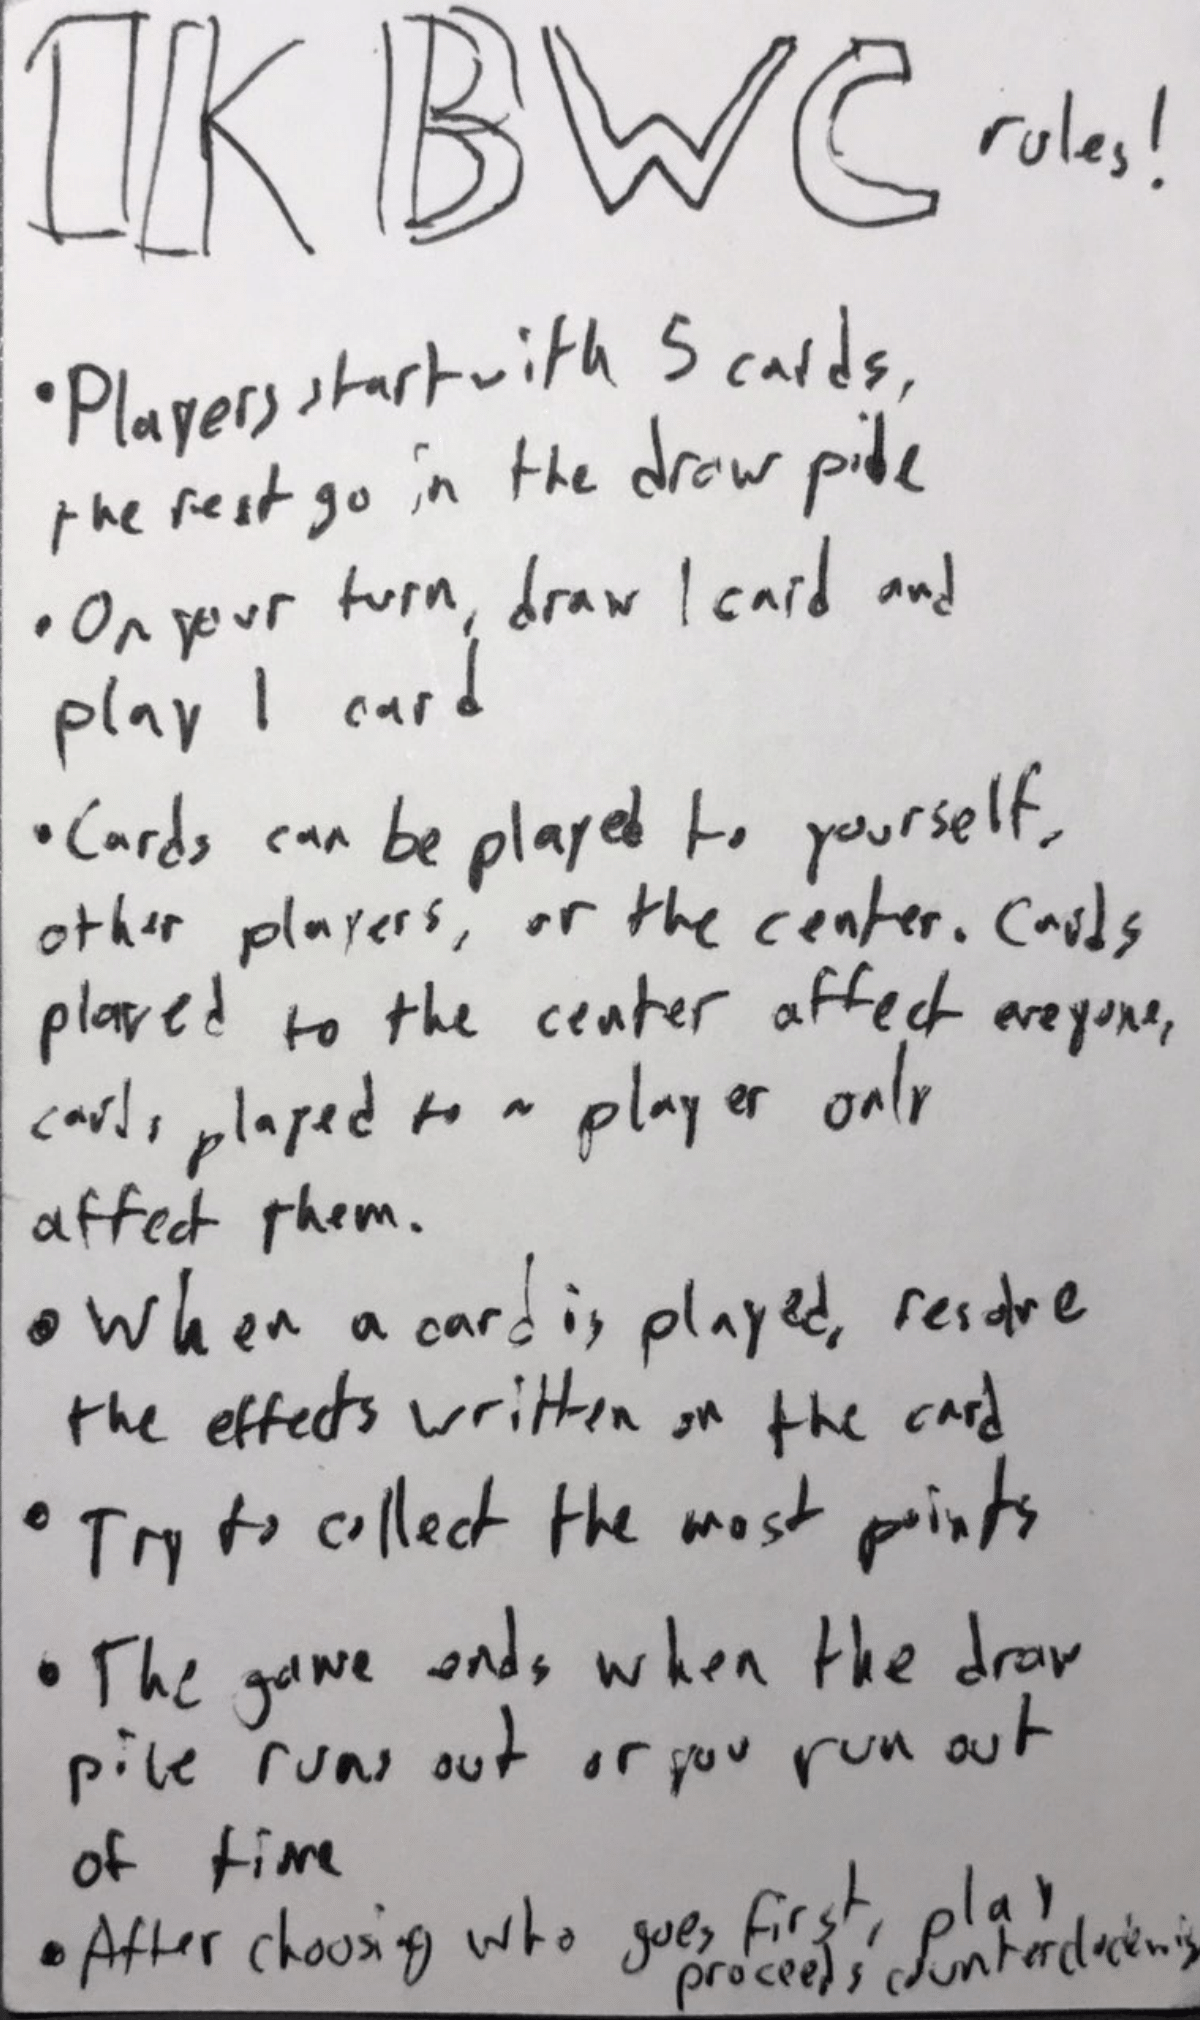 IKBWC rules!
• Players start with 5 cards,
the rest go in the draw pile
• On your turn, draw 1 card and
play 1 card
• Cards can be played to yourself,
other players, or the center. Cards
played to the center affect everyone,
cards played to a player only
affect them.
• When a card is played, resolve
the effects written on the card
• Try to collect the most points
• The game ends when the draw
pile runs out or you run out
of time
• After choosing who goes first, play
proceeds counterclockwis